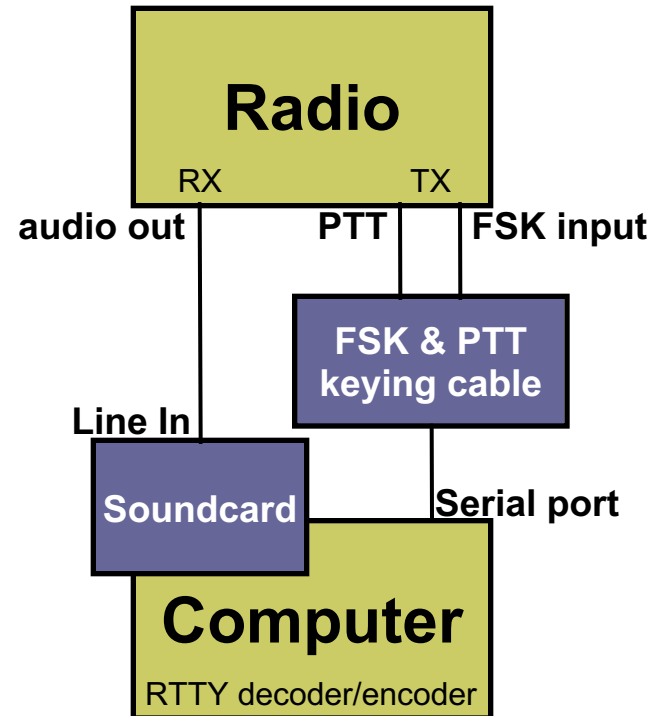 Radio
RX TX
audio out PTT FSK input
FSK & PTT
keying cable
Line In
Soundcard
Serial port
Computer
RTTY decoder/encoder